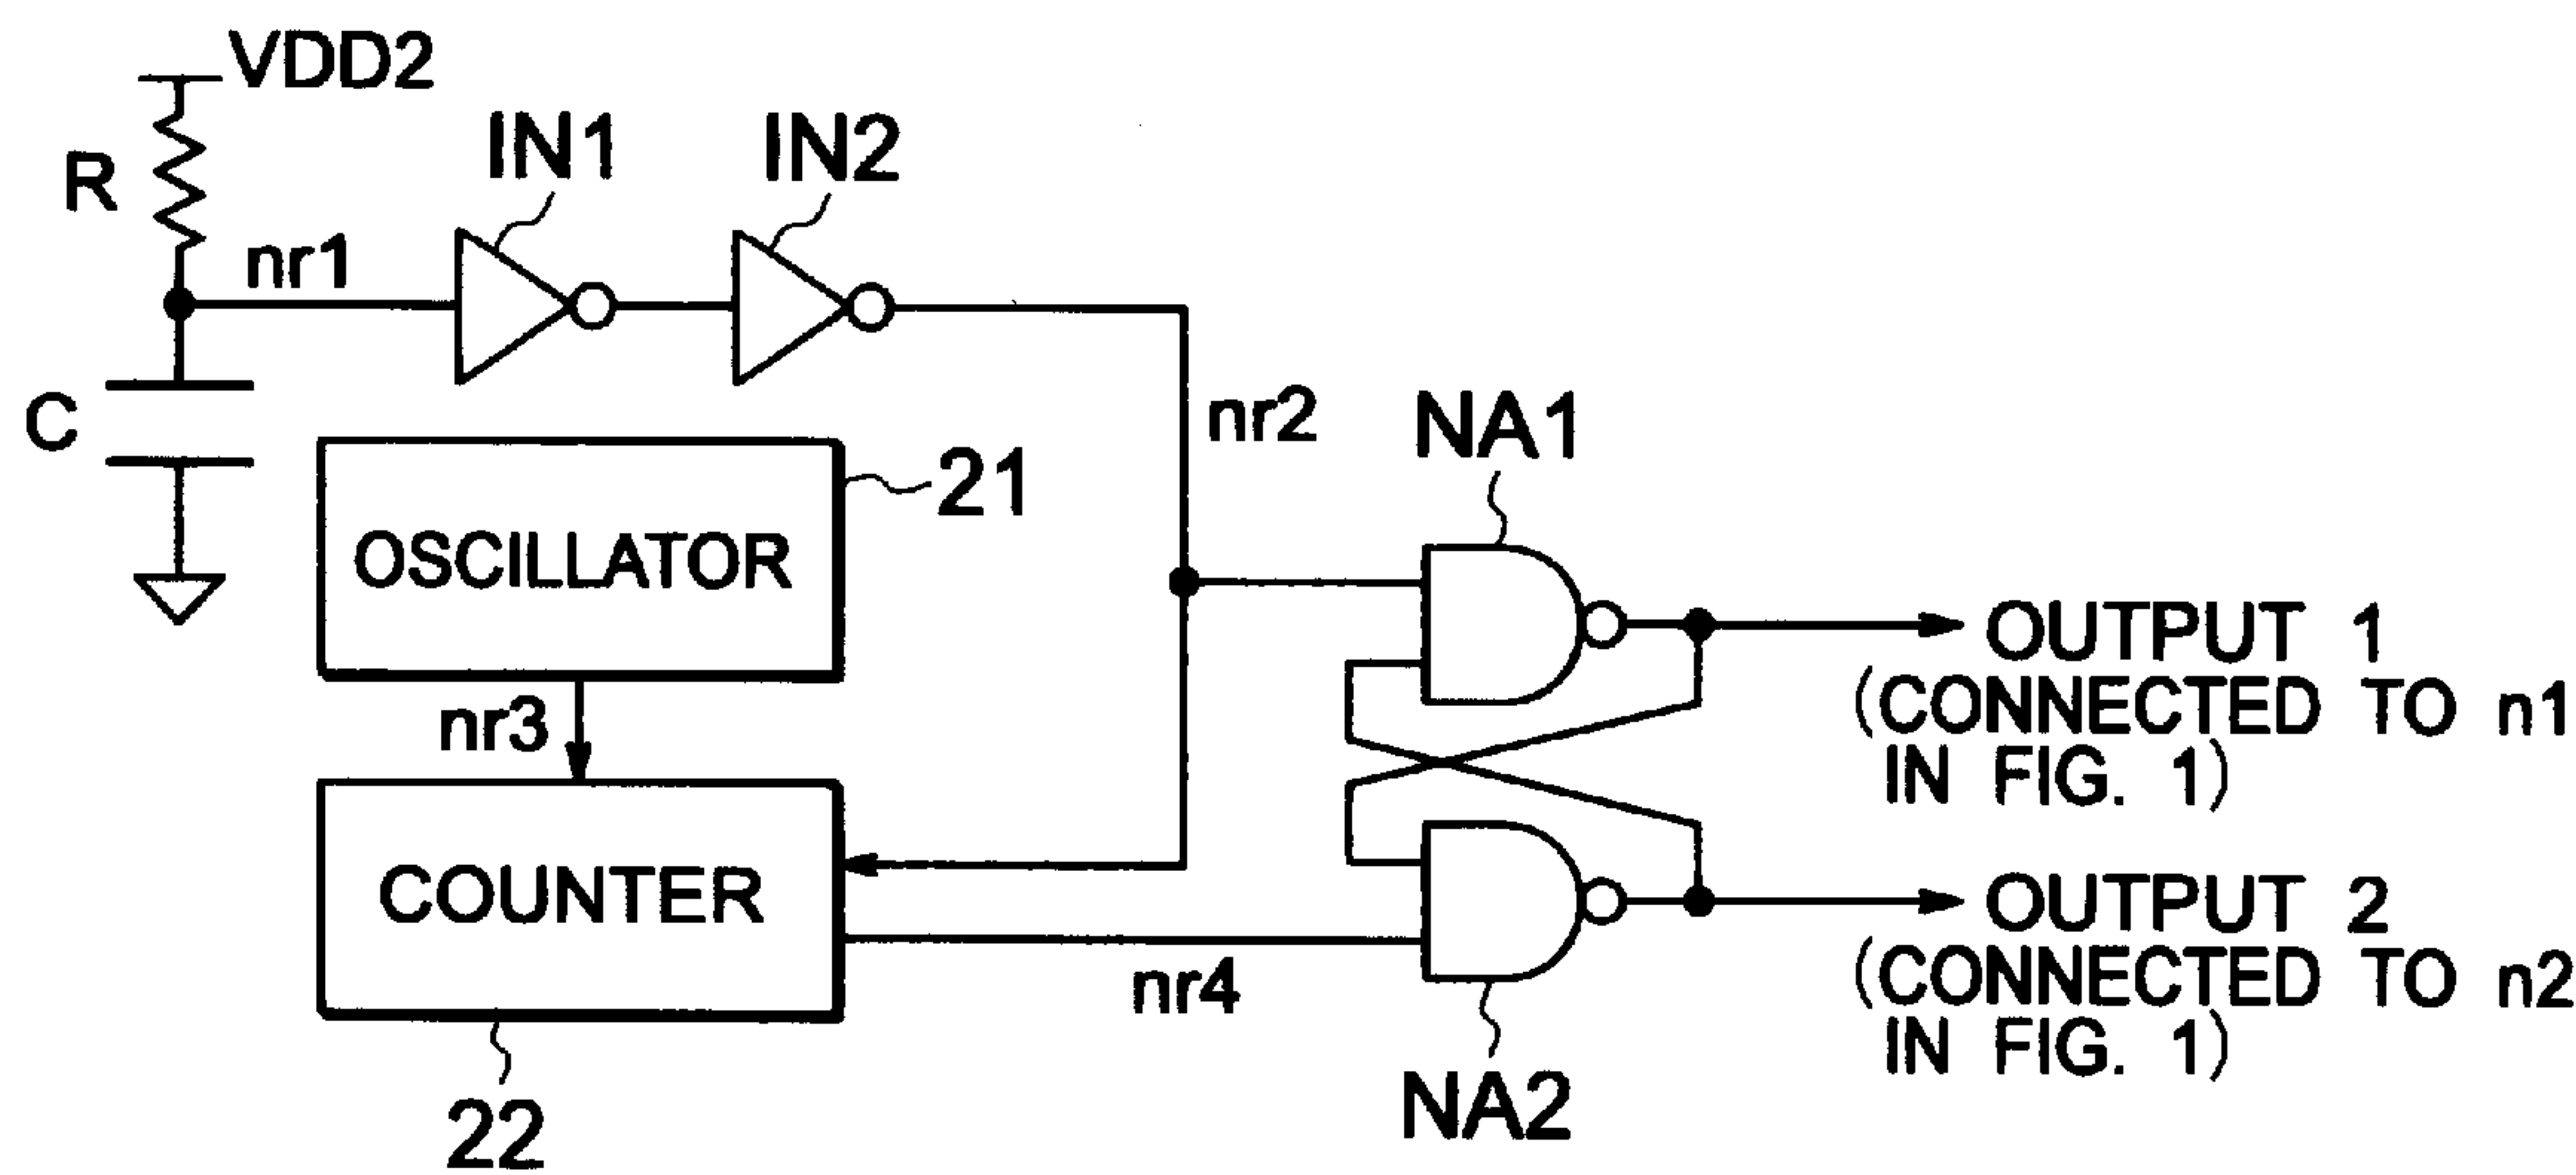 VDD2
R
IN1
IN2
nr1
C
nr2
NA1
OSCILLATOR
21
nr3
OUTPUT 1
(CONNECTED TO n1
IN FIG. 1)
COUNTER
22
nr4
NA2
OUTPUT 2
(CONNECTED TO n2
IN FIG. 1)